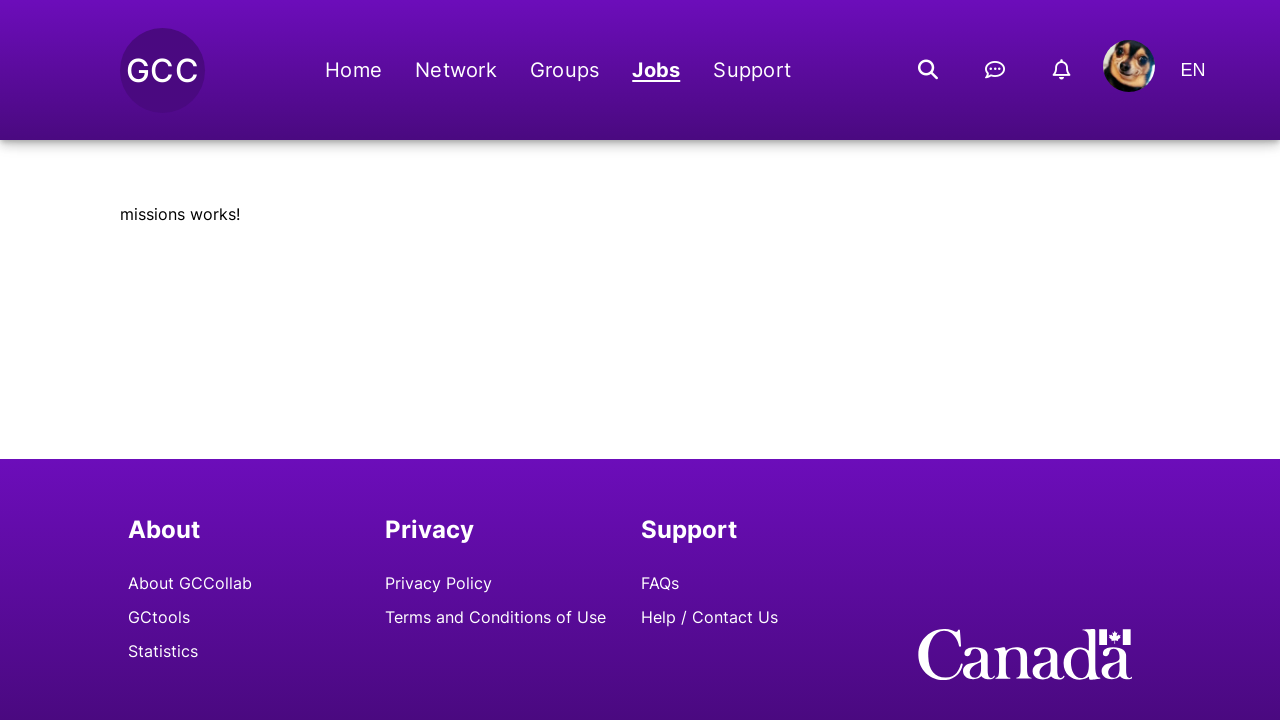 GCC
Home Network Groups Jobs Support EN
missions works!
About Privacy Support
About GCCollab Privacy Policy FAQs
GCtools Terms and Conditions of Use Help / Contact Us
Statistics
Canada